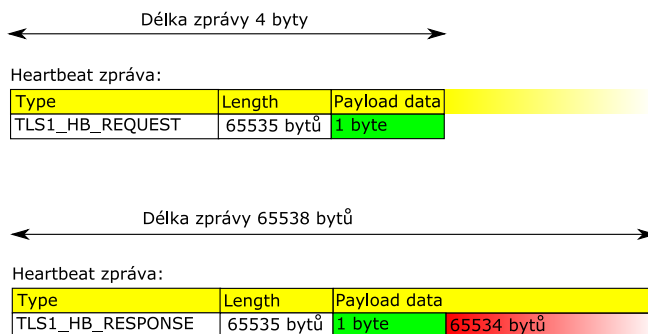 Délka zprávy 4 byty
Heartbeat zpráva:
Type Length Payload data
TLS1_HB_REQUEST 65535 bytů 1 byte
Délka zprávy 65538 bytů
Heartbeat zpráva:
Type Length Payload data
TLS1_HB_RESPONSE 65535 bytů 1 byte 65534 bytů